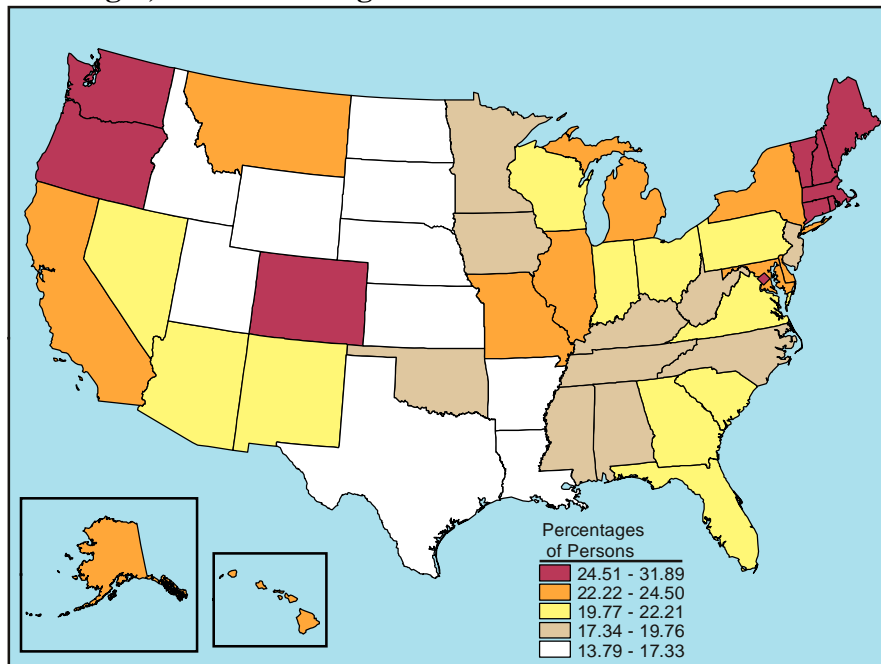 Percentages
of Persons
24.51 - 31.89
22.22 - 24.50
19.77 - 22.21
17.34 - 19.76
13.79 - 17.33